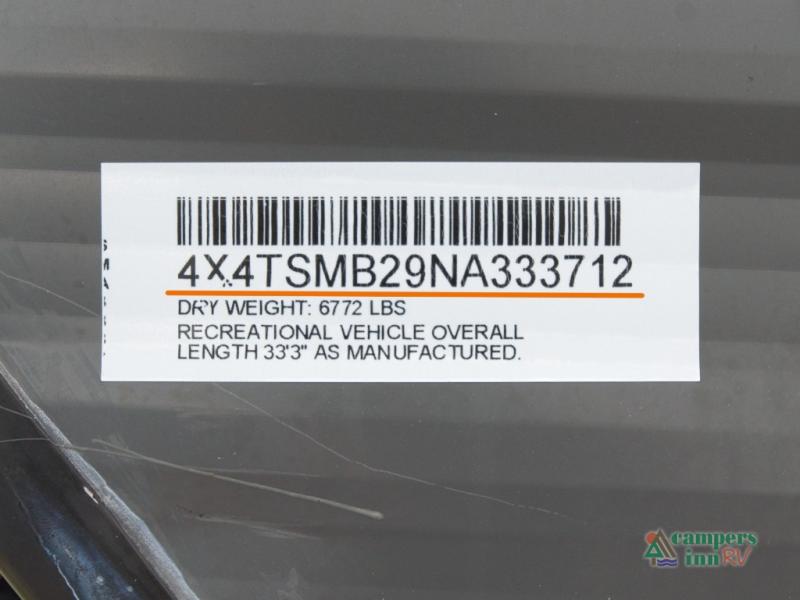 4X4TSMB29NA333712
DRY WEIGHT: 6772 LBS
RECREATIONAL VEHICLE OVERALL
LENGTH 33'3" AS MANUFACTURED.
campers
inn RV